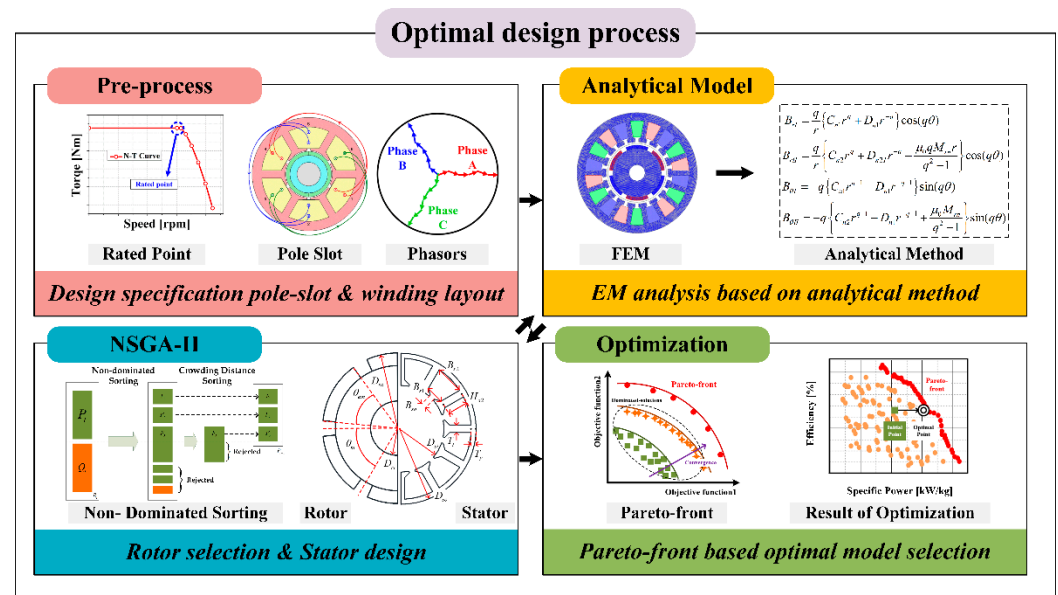 Optimal design process
Pre-process
Torqe [Nm]
N-T Curve
Rated point
Speed [rpm]
Rated Point
Pole Slot
Phase A
Phase B
Phase C
Phasors
Design specification pole-slot & winding layout
Analytical Model
FEM
Analytical Method
EM analysis based on analytical method
NSGA-II
Non-dominated Sorting
Crowding Distance Sorting
Rejected
Rejected
Non- Dominated Sorting
Rotor
Stator
Rotor selection & Stator design
Optimization
Objective function2
Pareto-front
Dominated-solutions
Convergence
Objective function1
Pareto-front
Efficiency [%]
Pareto-front
Initial Point
Optimal Point
Specific Power [kW/kg]
Result of Optimization
Pareto-front based optimal model selection